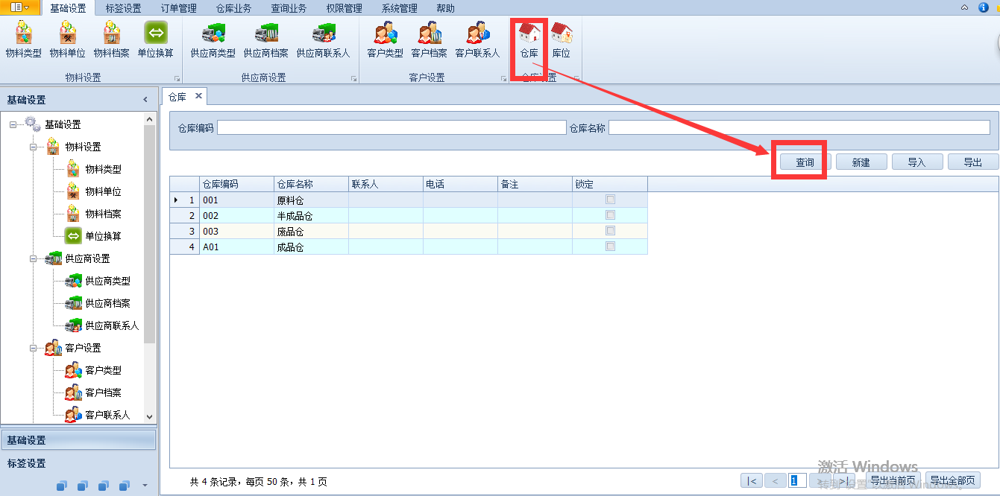 基础设置 标签设置 订单管理 仓库业务 查询业务 权限管理 系统管理 帮助
物料类型 物料单位 物料档案 单位换算 供应商类型 供应商档案 供应商联系人 客户类型 客户档案 客户联系人 仓库 库位
物料设置 供应商设置 客户设置 仓库设置
基础设置
仓库
基础设置
物料设置
物料类型
物料单位
物料档案
单位换算
供应商设置
供应商类型
供应商档案
供应商联系人
客户设置
客户类型
客户档案
客户联系人
基础设置
标签设置
仓库编码 仓库名称
查询 新建 导入 导出
仓库编码 仓库名称 联系人 电话 备注 锁定
1 001 原料仓
2 002 半成品仓
3 003 废品仓
4 A01 成品仓
共 4 条记录，每页 50 条，共 1 页
|< < 1 >| 导出当前页 导出全部页
激活 Windows
转到"设置"